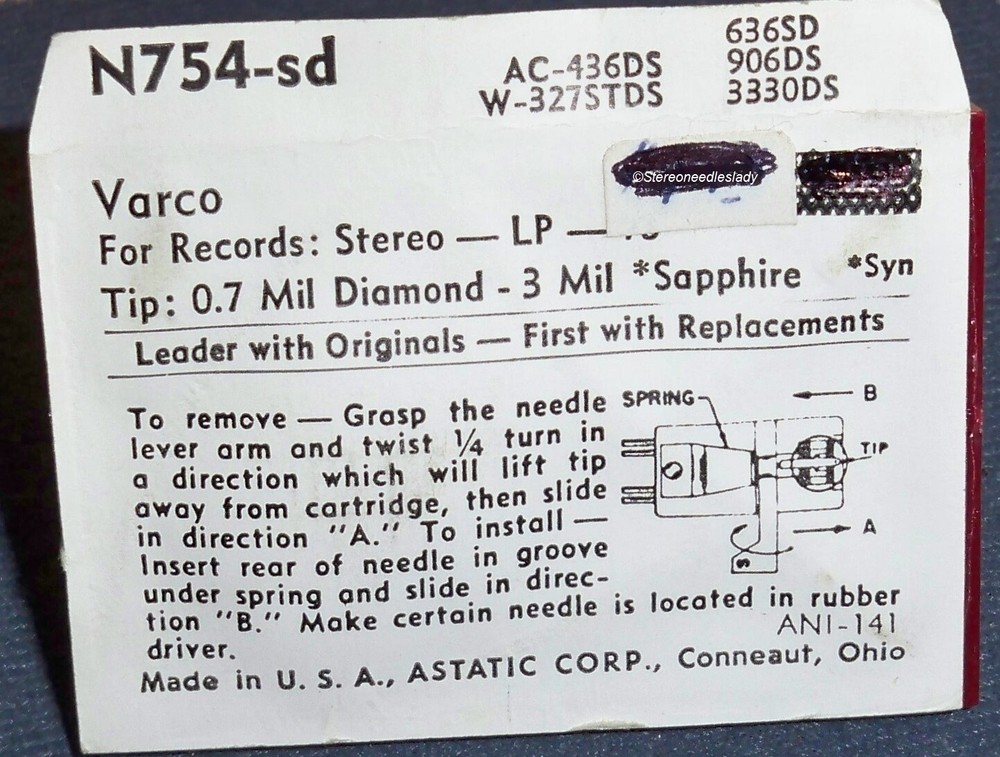 N754-sd
636SD
AC-436DS 906DS
W-327STDS 3330DS
©Stereoneedleslady
Varco
For Records: Stereo — LP —
Tip: 0.7 Mil Diamond - 3 Mil *Sapphire *Syn
Leader with Originals — First with Replacements
To remove — Grasp the needle
lever arm and twist ¼ turn in
a direction which will lift tip
away from cartridge, then slide
in direction "A." To install —
Insert rear of needle in groove
under spring and slide in direc-
tion "B." Make certain needle is located in rubber
driver.
SPRING
B
TIP
A
S
ANI-141
Made in U. S. A., ASTATIC CORP., Conneaut, Ohio